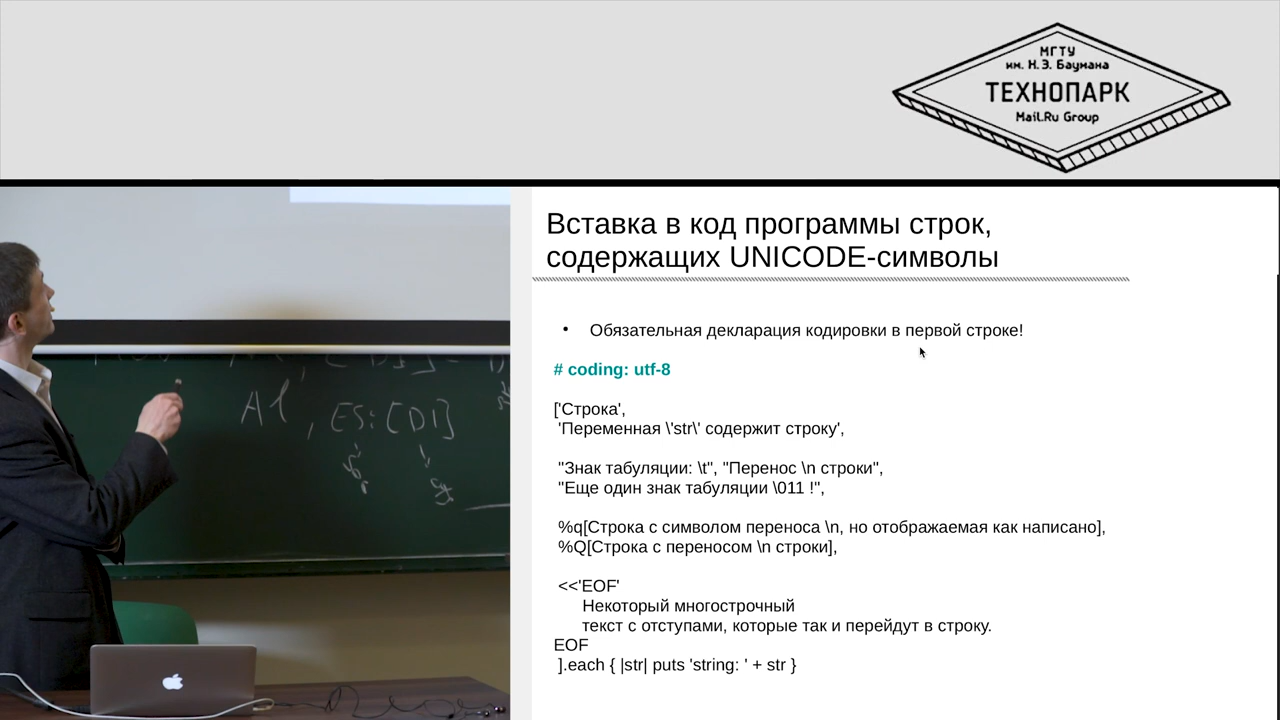 МГТУ
им. Н.Э. Баумана
ТЕХНОПАРК
Mail.Ru Group
Al, ES:[DI]
Вставка в код программы строк,
содержащих UNICODE-символы
• Обязательная декларация кодировки в первой строке!
# coding: utf-8
['Строка',
'Переменная \'str\' содержит строку',
"Знак табуляции: \t", "Перенос \n строки",
"Еще один знак табуляции \011 !",
%q[Строка с символом переноса \n, но отображаемая как написано],
%Q[Строка с переносом \n строки],
<<'EOF'
Некоторый многострочный
текст с отступами, которые так и перейдут в строку.
EOF
].each { |str| puts 'string: ' + str }